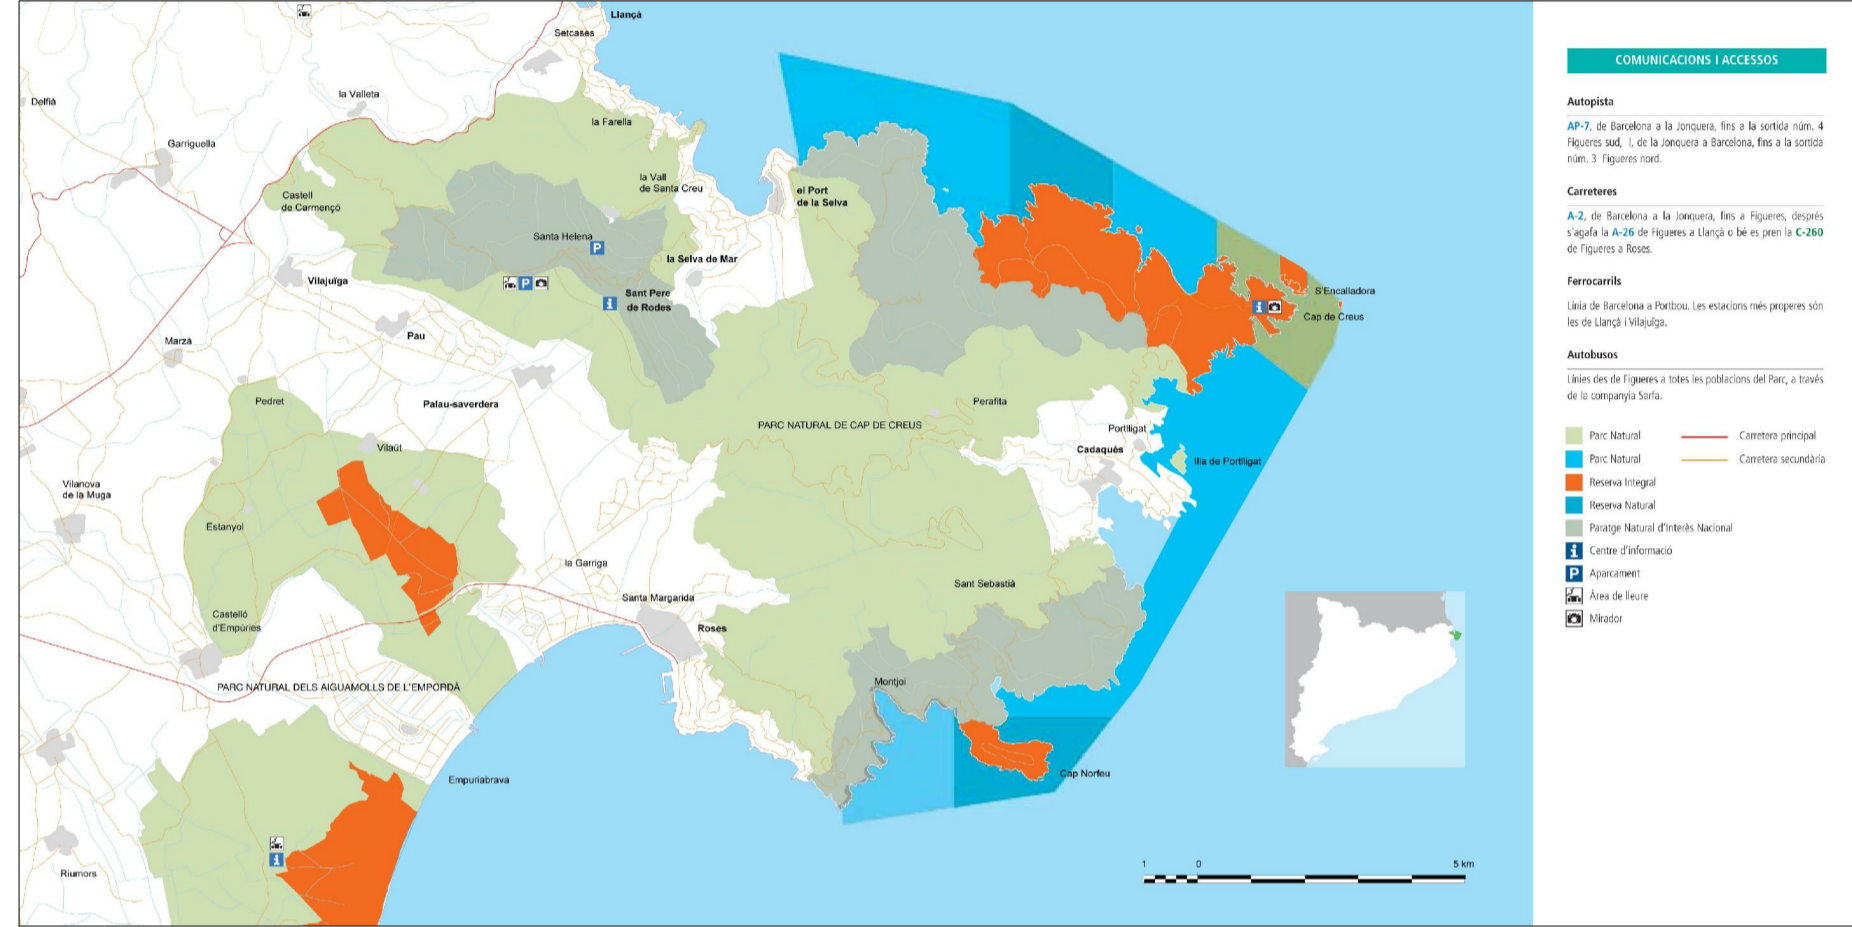 Llançà
Setcases
Delfià
la Valleta
Garriguella
la Farella
la Vall
de Santa Creu
Castell
de Carmençó
el Port
de la Selva
Santa Helena
P
la Selva de Mar
Vilajuïga
P
Sant Pere
de Rodes
i
S'Encalladora
i
Cap de Creus
Pau
Marzà
Pedret
Palau-saverdera
Perafita
PARC NATURAL DE CAP DE CREUS
Portlligat
Cadaqués
Vilaüt
Illa de Portlligat
Vilanova
de la Muga
Estanyol
la Garriga
Sant Sebastià
Santa Margarida
Castelló
d'Empúries
Roses
PARC NATURAL DELS AIGUAMOLLS DE L'EMPORDÀ
Montjoi
Cap Norfeu
Empuriabrava
i
Riumors
1 0 5 km
COMUNICACIONS I ACCESSOS
Autopista
AP-7, de Barcelona a la Jonquera, fins a la sortida núm. 4
Figueres sud, i, de la Jonquera a Barcelona, fins a la sortida
núm. 3 Figueres nord.
Carreteres
A-2, de Barcelona a la Jonquera, fins a Figueres, després
s'agafa la A-26 de Figueres a Llançà o bé es pren la C-260
de Figueres a Roses.
Ferrocarrils
Línia de Barcelona a Portbou. Les estacions més properes són
les de Llançà i Vilajuïga.
Autobusos
Línies des de Figueres a totes les poblacions del Parc, a través
de la companyia Sarfa.
Parc Natural
Carretera principal
Parc Natural
Carretera secundària
Reserva Integral
Reserva Natural
Paratge Natural d'Interès Nacional
i Centre d'informació
P Aparcament
Àrea de lleure
Mirador